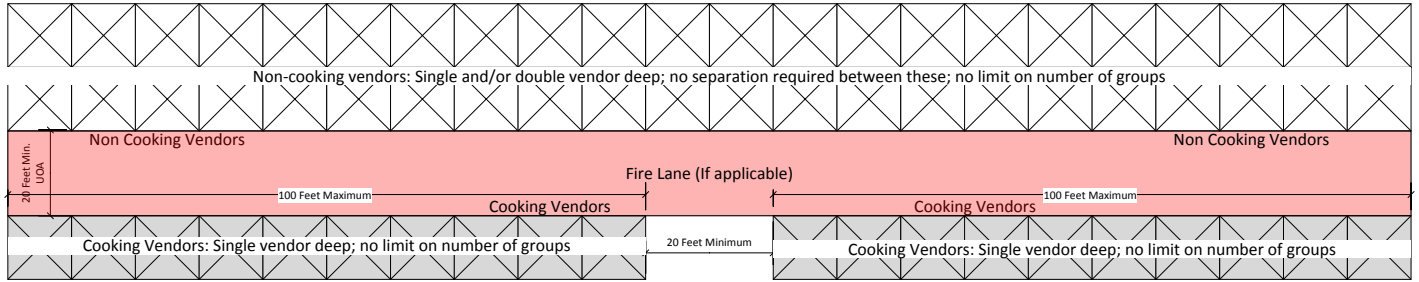 Non-cooking vendors: Single and/or double vendor deep; no separation required between these; no limit on number of groups
Non Cooking Vendors
Non Cooking Vendors
20 Feet Min.
UOA
Fire Lane (If applicable)
100 Feet Maximum
100 Feet Maximum
Cooking Vendors
Cooking Vendors
Cooking Vendors: Single vendor deep; no limit on number of groups
20 Feet Minimum
Cooking Vendors: Single vendor deep; no limit on number of groups